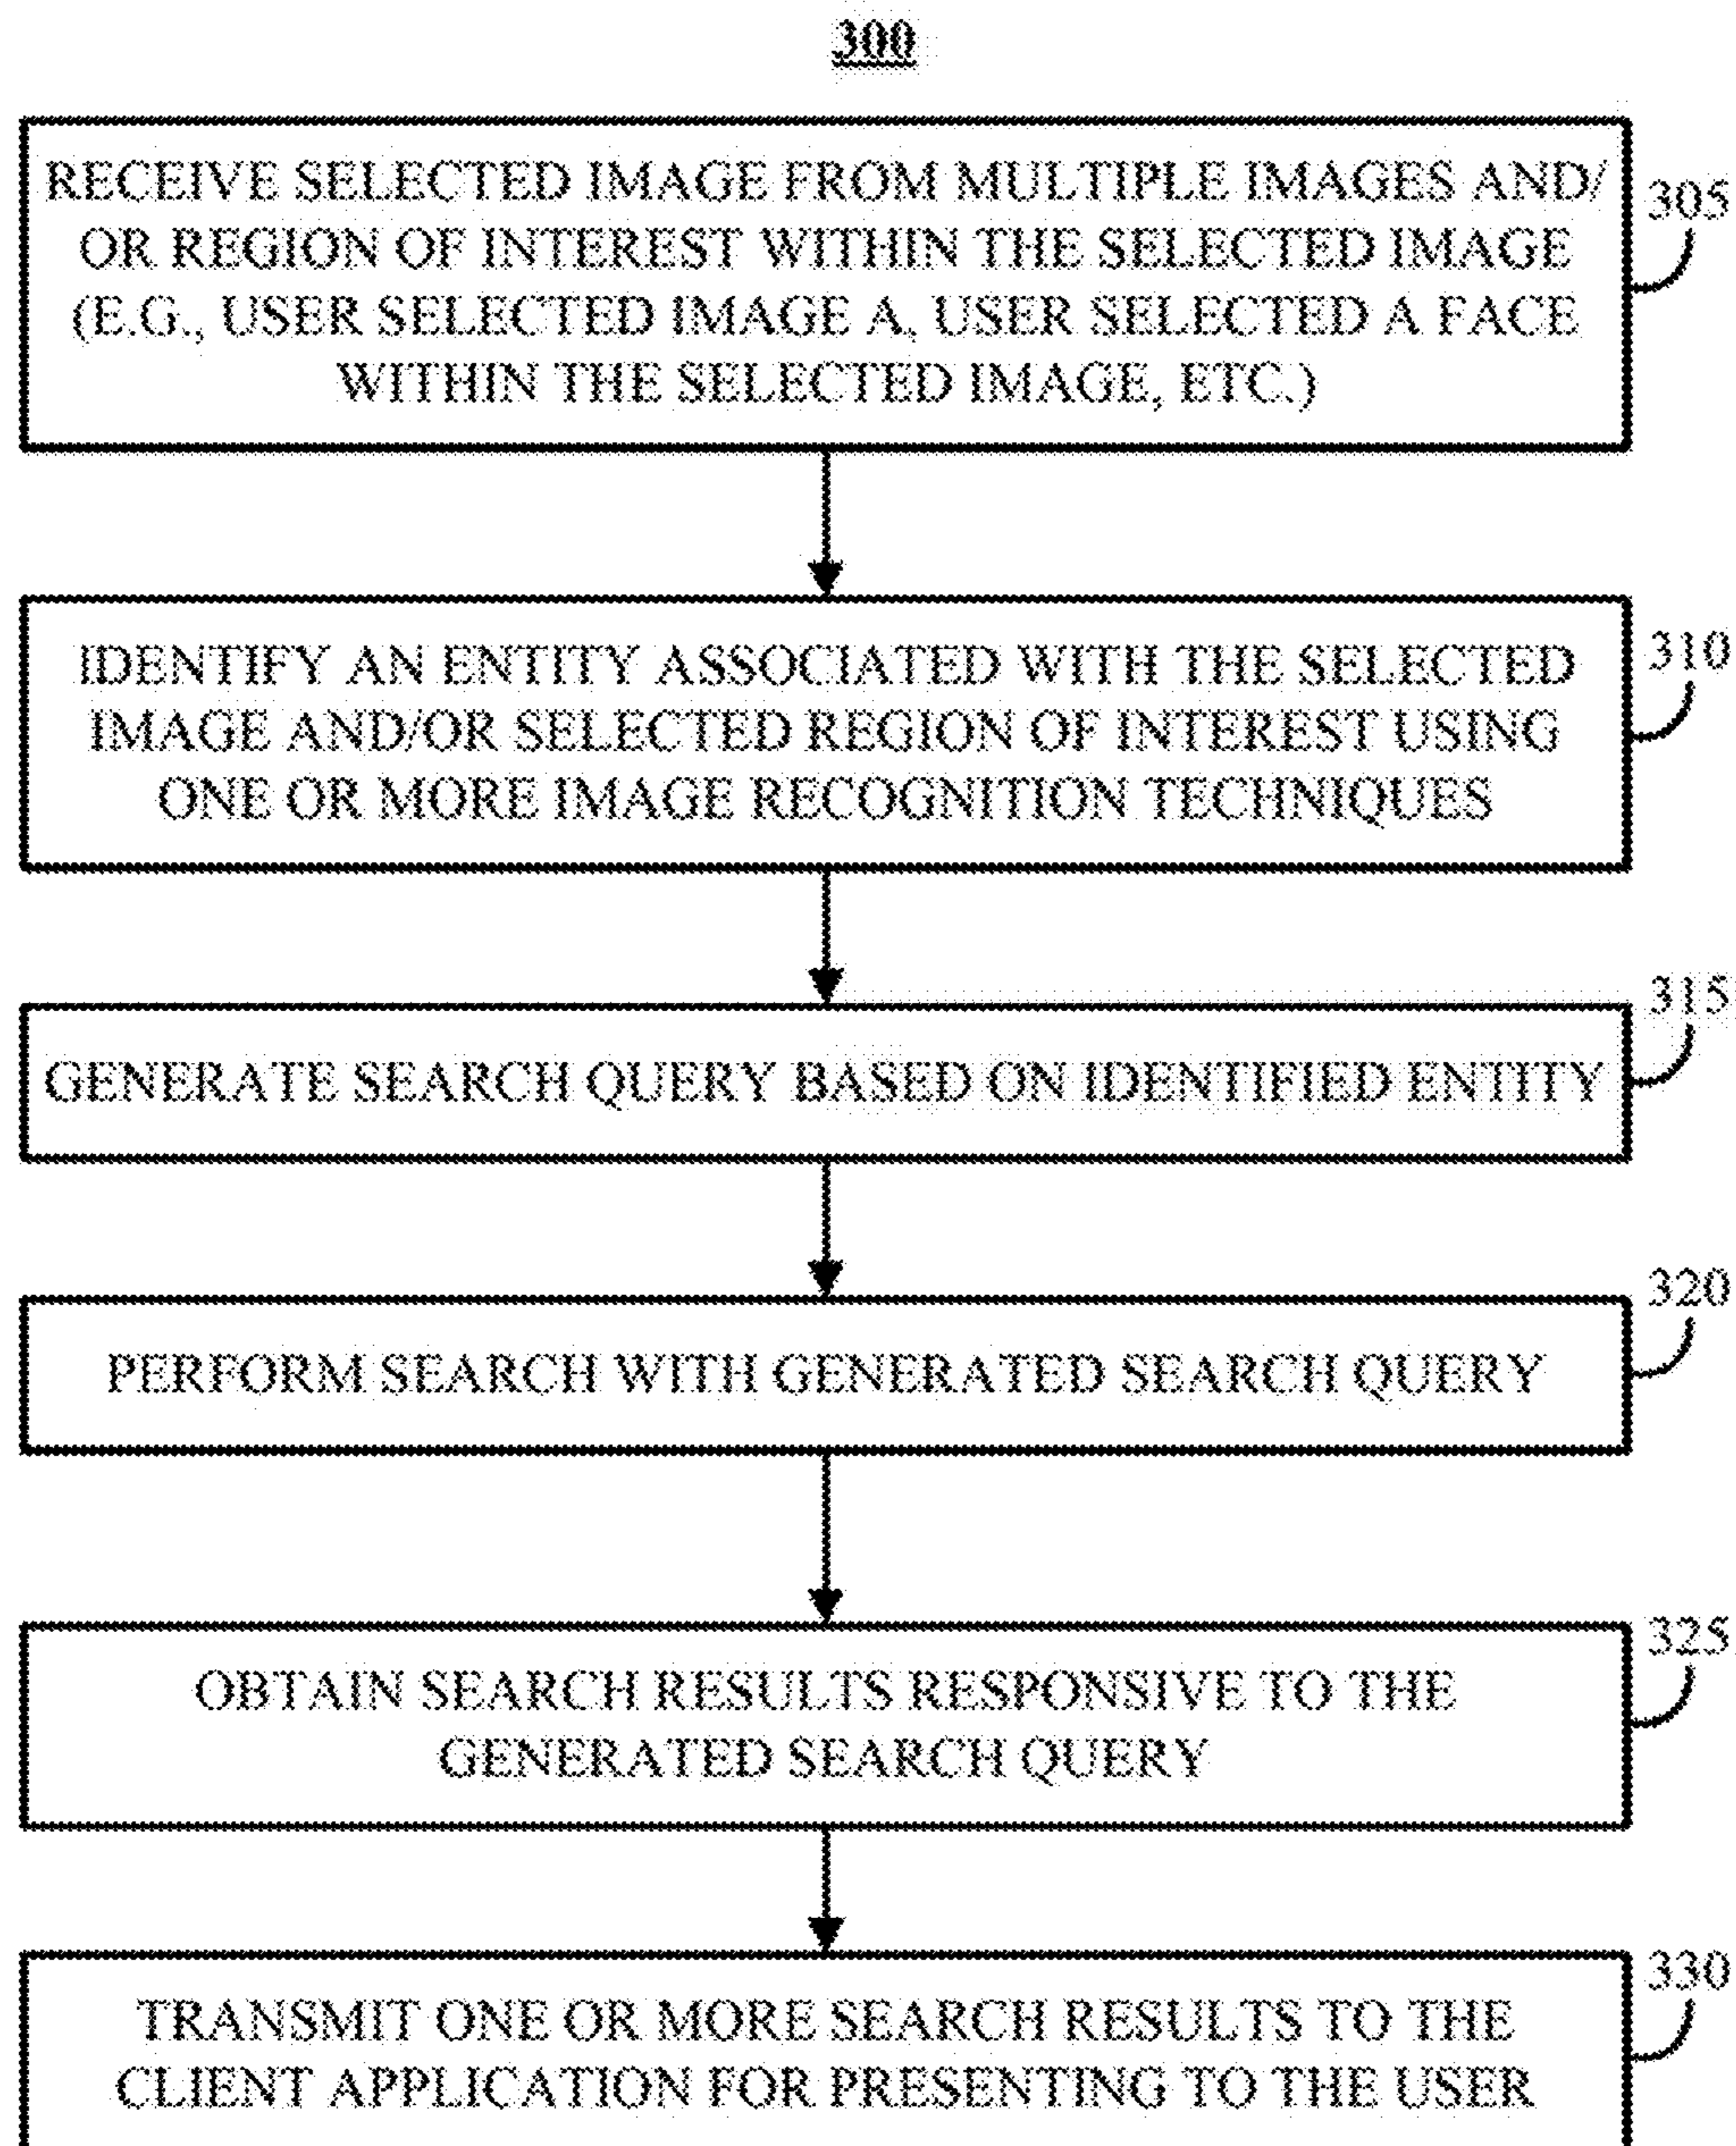 300
RECEIVE SELECTED IMAGE FROM MULTIPLE IMAGES AND/
OR REGION OF INTEREST WITHIN THE SELECTED IMAGE
(E.G., USER SELECTED IMAGE A, USER SELECTED A FACE
WITHIN THE SELECTED IMAGE, ETC.)
305
IDENTIFY AN ENTITY ASSOCIATED WITH THE SELECTED
IMAGE AND/OR SELECTED REGION OF INTEREST USING
ONE OR MORE IMAGE RECOGNITION TECHNIQUES
310
GENERATE SEARCH QUERY BASED ON IDENTIFIED ENTITY
315
PERFORM SEARCH WITH GENERATED SEARCH QUERY
320
OBTAIN SEARCH RESULTS RESPONSIVE TO THE
GENERATED SEARCH QUERY
325
TRANSMIT ONE OR MORE SEARCH RESULTS TO THE
CLIENT APPLICATION FOR PRESENTING TO THE USER
330